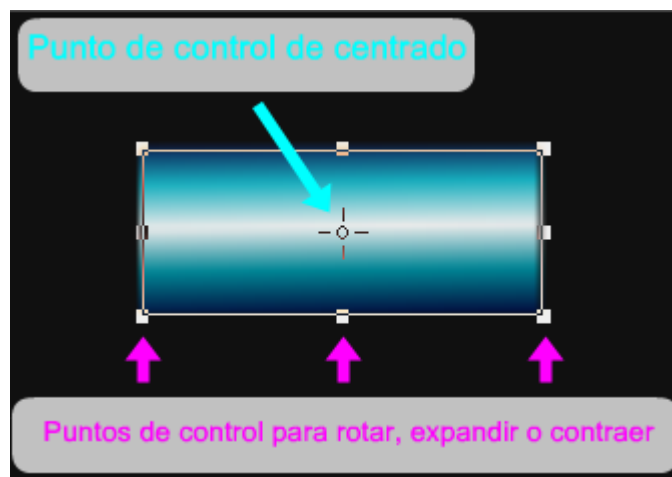 Punto de control de centrado
Puntos de control para rotar, expandir o contraer